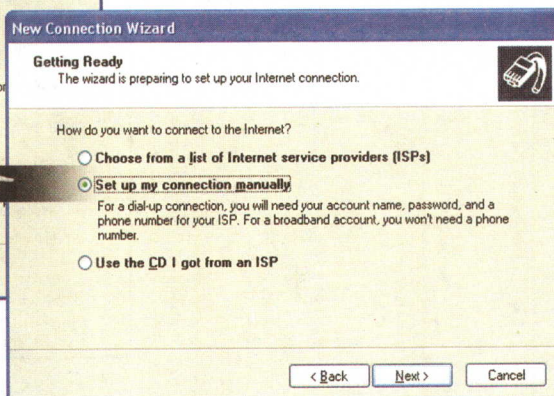 New Connection Wizard
Getting Ready
The wizard is preparing to set up your Internet connection.
How do you want to connect to the Internet?
Choose from a list of Internet service providers (ISPs)
Set up my connection manually
For a dial-up connection, you will need your account name, password, and a
phone number for your ISP. For a broadband account, you won't need a phone
number.
Use the CD I got from an ISP
< Back
Next >
Cancel